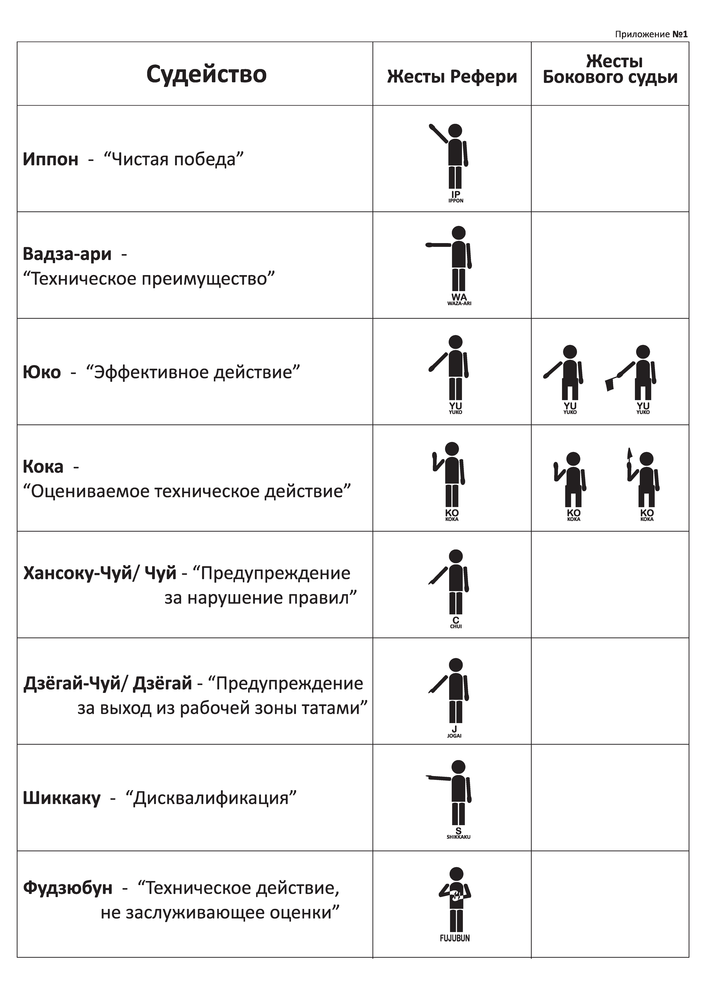 Приложение №1
Судейство
Жесты Рефери
Жесты
Бокового судьи
Иппон - “Чистая победа”
IP
IPPON
Вадза-ари -
“Техническое преимущество”
WA
WAZA-ARI
Юко - “Эффективное действие”
YU
YUKO
YU
YUKO
YU
YUKO
Кока -
“Оцениваемое техническое действие”
KO
KOKA
KO
KOKA
KO
KOKA
Хансоку-Чуй/ Чуй - “Предупреждение
за нарушение правил”
C
CHUI
Дзёгай-Чуй/ Дзёгай - “Предупреждение
за выход из рабочей зоны татами”
J
JOGAI
Шиккаку - “Дисквалификация”
S
SHIKKAKU
Фудзюбун - “Техническое действие,
не заслуживающее оценки”
FUJUBUN